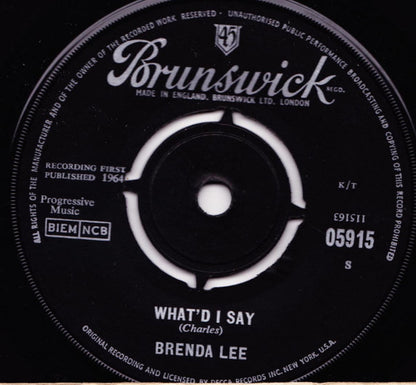 ALL RIGHTS OF THE MANUFACTURER AND OF THE OWNER OF THE RECORDED WORK RESERVED · UNAUTHORISED PUBLIC PERFORMANCE BROADCASTING AND COPYING OF THIS RECORD PROHIBITED
45
Brunswick REGD.
MADE IN ENGLAND. BRUNSWICK LTD. LONDON
RECORDING FIRST
PUBLISHED 1964
K/T
Progressive
Music
115163
BIEM NCB
05915
S
WHAT'D I SAY
(Charles)
BRENDA LEE
ORIGINAL RECORDING AND LICENSED BY DECCA RECORDS INC., NEW YORK